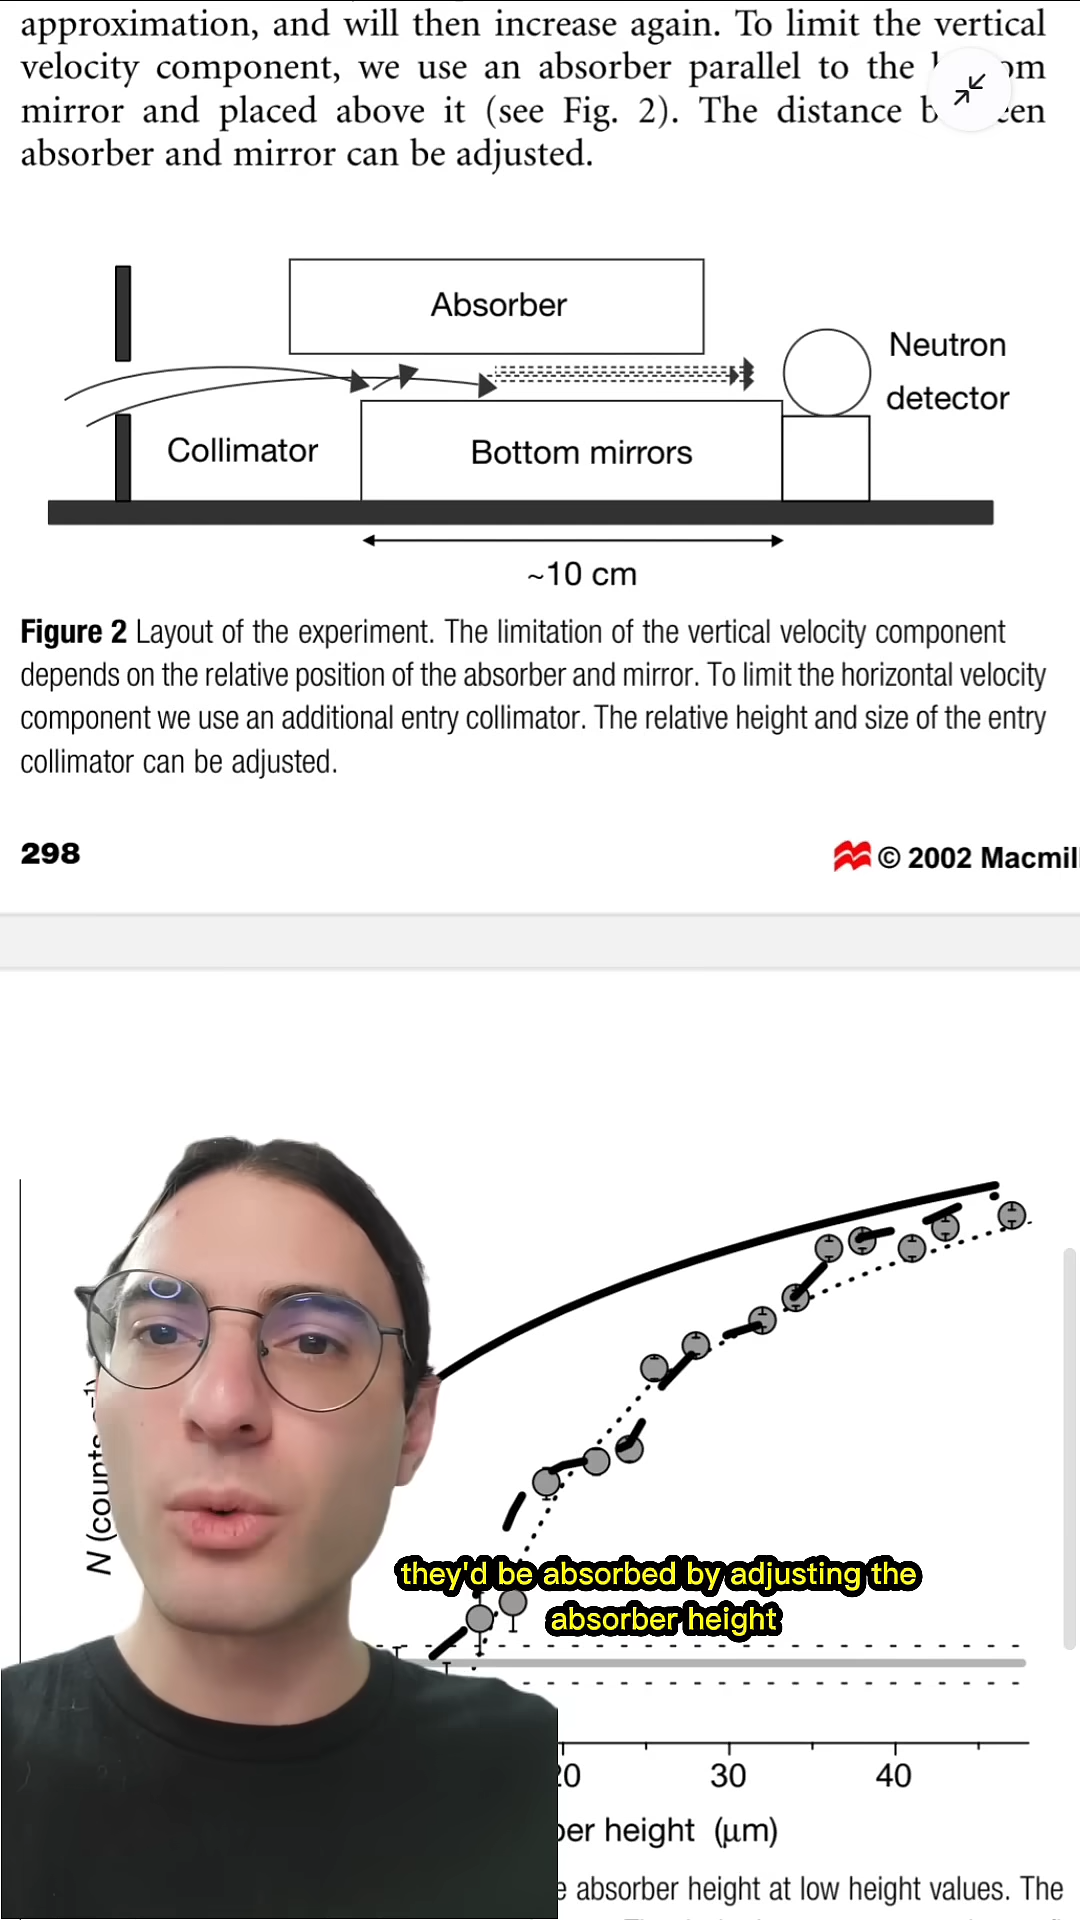 approximation, and will then increase again. To limit the vertical
velocity component, we use an absorber parallel to the
mirror and placed above it (see Fig. 2). The distance
absorber and mirror can be adjusted.
Absorber
Neutron
detector
Collimator
Bottom mirrors
~10 cm
Figure 2 Layout of the experiment. The limitation of the vertical velocity component
depends on the relative position of the absorber and mirror. To limit the horizontal velocity
component we use an additional entry collimator. The relative height and size of the entry
collimator can be adjusted.
298
© 2002 Macmill
N (counts s⁻¹)
they'd be absorbed by adjusting the
absorber height
20
30
40
ber height (μm)
e absorber height at low height values. The